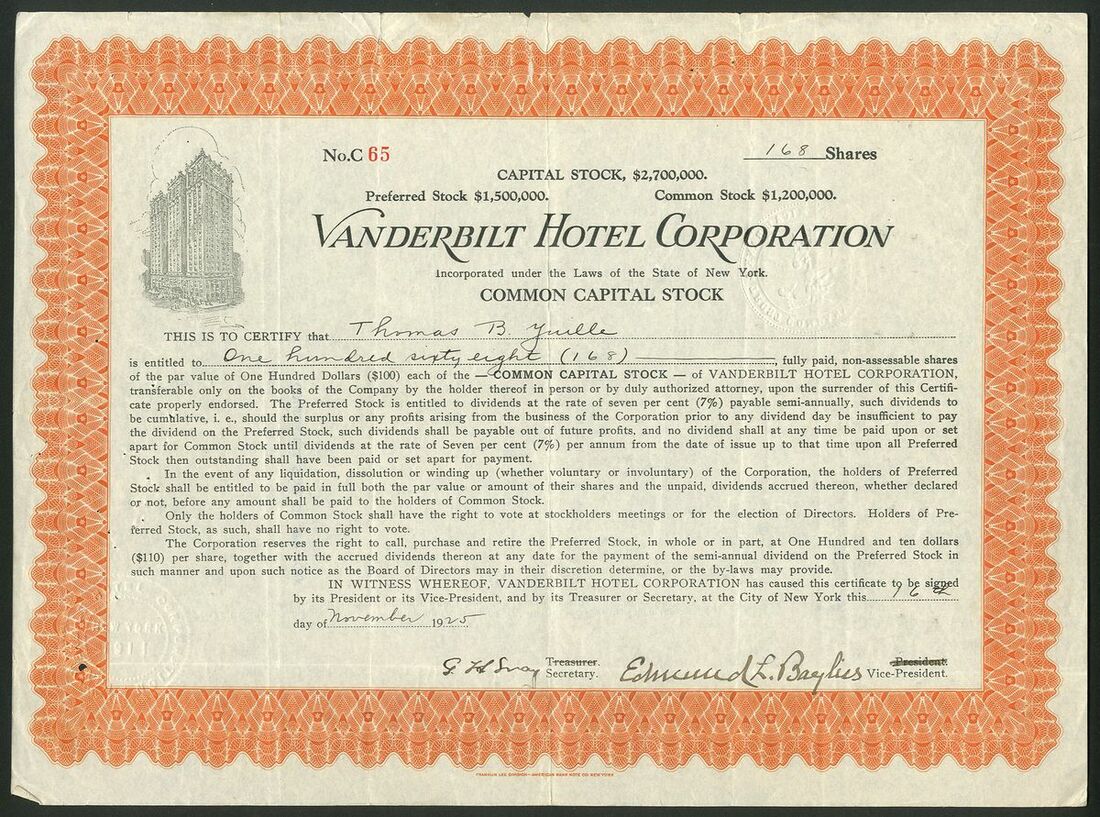 No.C 65
168 Shares
CAPITAL STOCK, $2,700,000.
Preferred Stock $1,500,000. Common Stock $1,200,000.
VANDERBILT HOTEL CORPORATION
Incorporated under the Laws of the State of New York.
COMMON CAPITAL STOCK
THIS IS TO CERTIFY that Thomas B. Yuille
is entitled to One hundred sixty eight (168) , fully paid, non-assessable shares
of the par value of One Hundred Dollars ($100) each of the — COMMON CAPITAL STOCK — of VANDERBILT HOTEL CORPORATION,
transferable only on the books of the Company by the holder thereof in person or by duly authorized attorney, upon the surrender of this Certifi-
cate properly endorsed. The Preferred Stock is entitled to dividends at the rate of seven per cent (7%) payable semi-annually, such dividends to
be cumulative, i. e., should the surplus or any profits arising from the business of the Corporation prior to any dividend day be insufficient to pay
the dividend on the Preferred Stock, such dividends shall be payable out of future profits, and no dividend shall at any time be paid upon or set
apart for Common Stock until dividends at the rate of Seven per cent (7%) per annum from the date of issue up to that time upon all Preferred
Stock then outstanding shall have been paid or set apart for payment.
In the event of any liquidation, dissolution or winding up (whether voluntary or involuntary) of the Corporation, the holders of Preferred
Stock shall be entitled to be paid in full both the par value or amount of their shares and the unpaid, dividends accrued thereon, whether declared
or not, before any amount shall be paid to the holders of Common Stock.
Only the holders of Common Stock shall have the right to vote at stockholders meetings or for the election of Directors. Holders of Pre-
ferred Stock, as such, shall have no right to vote.
The Corporation reserves the right to call, purchase and retire the Preferred Stock, in whole or in part, at One Hundred and ten dollars
($110) per share, together with the accrued dividends thereon at any date for the payment of the semi-annual dividend on the Preferred Stock in
such manner and upon such notice as the Board of Directors may in their discretion determine, or the by-laws may provide.
IN WITNESS WHEREOF, VANDERBILT HOTEL CORPORATION has caused this certificate to be signed
by its President or its Vice-President, and by its Treasurer or Secretary, at the City of New York this
day of November 1925
Treasurer. President.
Secretary. Edmund L. Baylies Vice-President.
FRANKLIN LEE DIVISION—AMERICAN BANK NOTE CO. NEW YORK